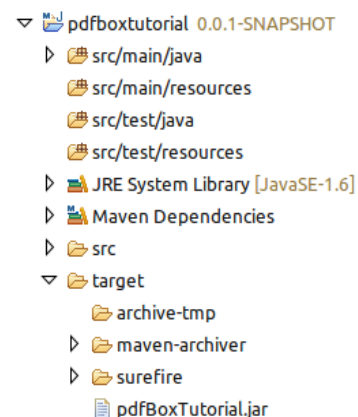 pdfboxtutorial 0.0.1-SNAPSHOT
src/main/java
src/main/resources
src/test/java
src/test/resources
JRE System Library [JavaSE-1.6]
Maven Dependencies
src
target
archive-tmp
maven-archiver
surefire
pdfBoxTutorial.jar